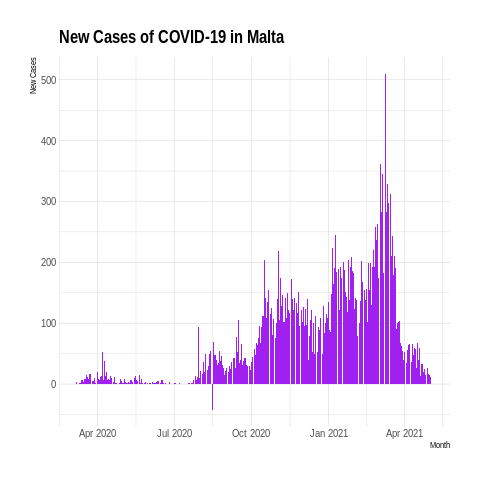 New Cases of COVID-19 in Malta
New Cases
500
400
300
200
100
0
Apr 2020
Jul 2020
Oct 2020
Jan 2021
Apr 2021
Month